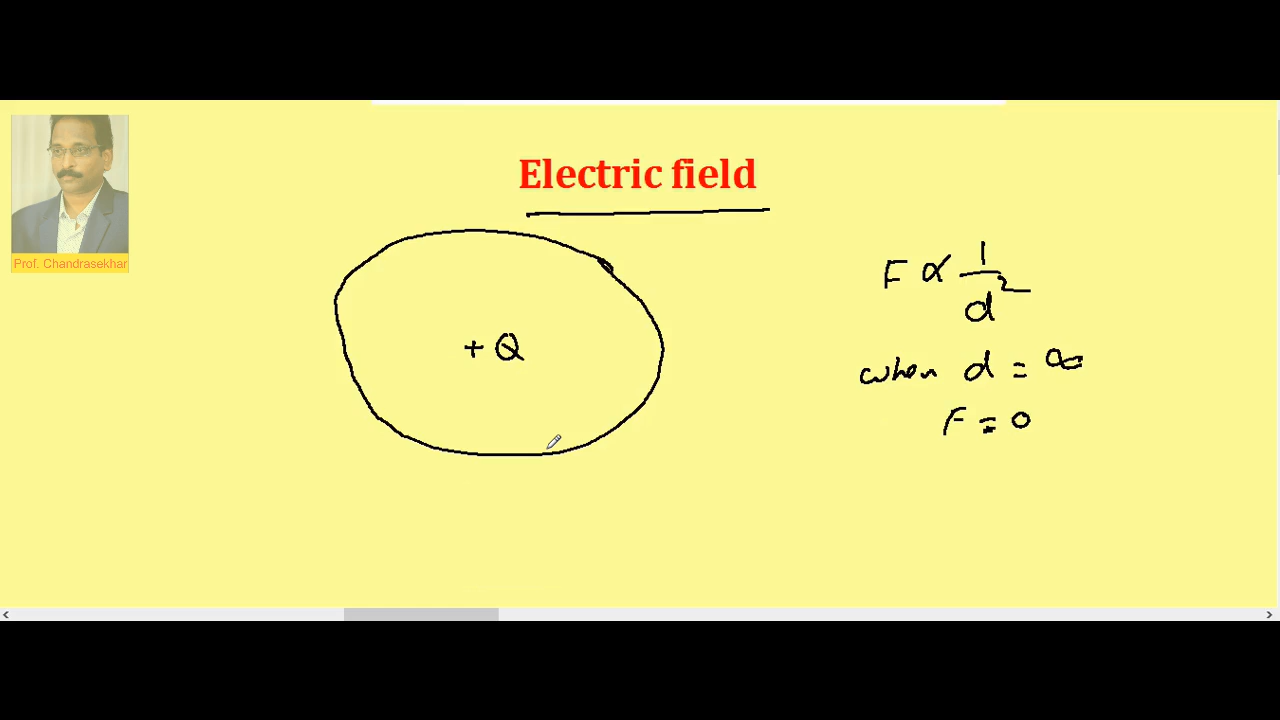 Electric field
Prof. Chandrasekhar
+ Q
F ∝ 1/d²
when d = ∞
F = 0